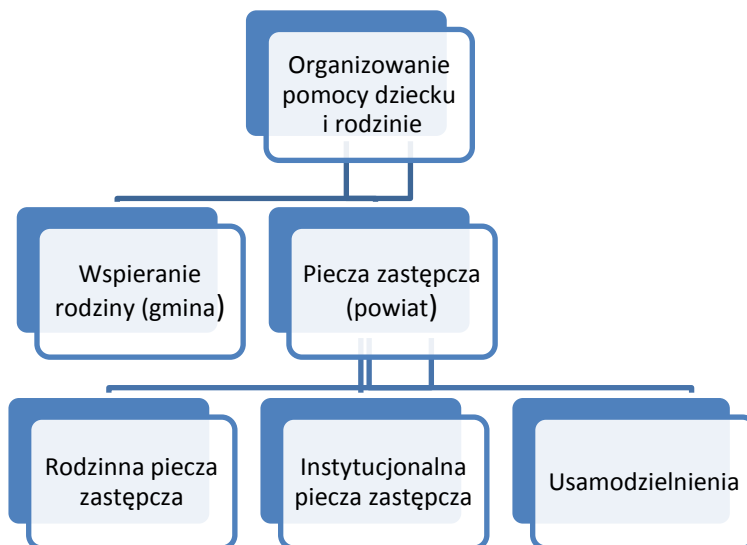 Organizowanie
pomocy dziecku
i rodzinie
Wspieranie
rodziny (gmina)
Piecza zastępcza
(powiat)
Rodzinna piecza
zastępcza
Instytucjonalna
piecza zastępcza
Usamodzielnienia